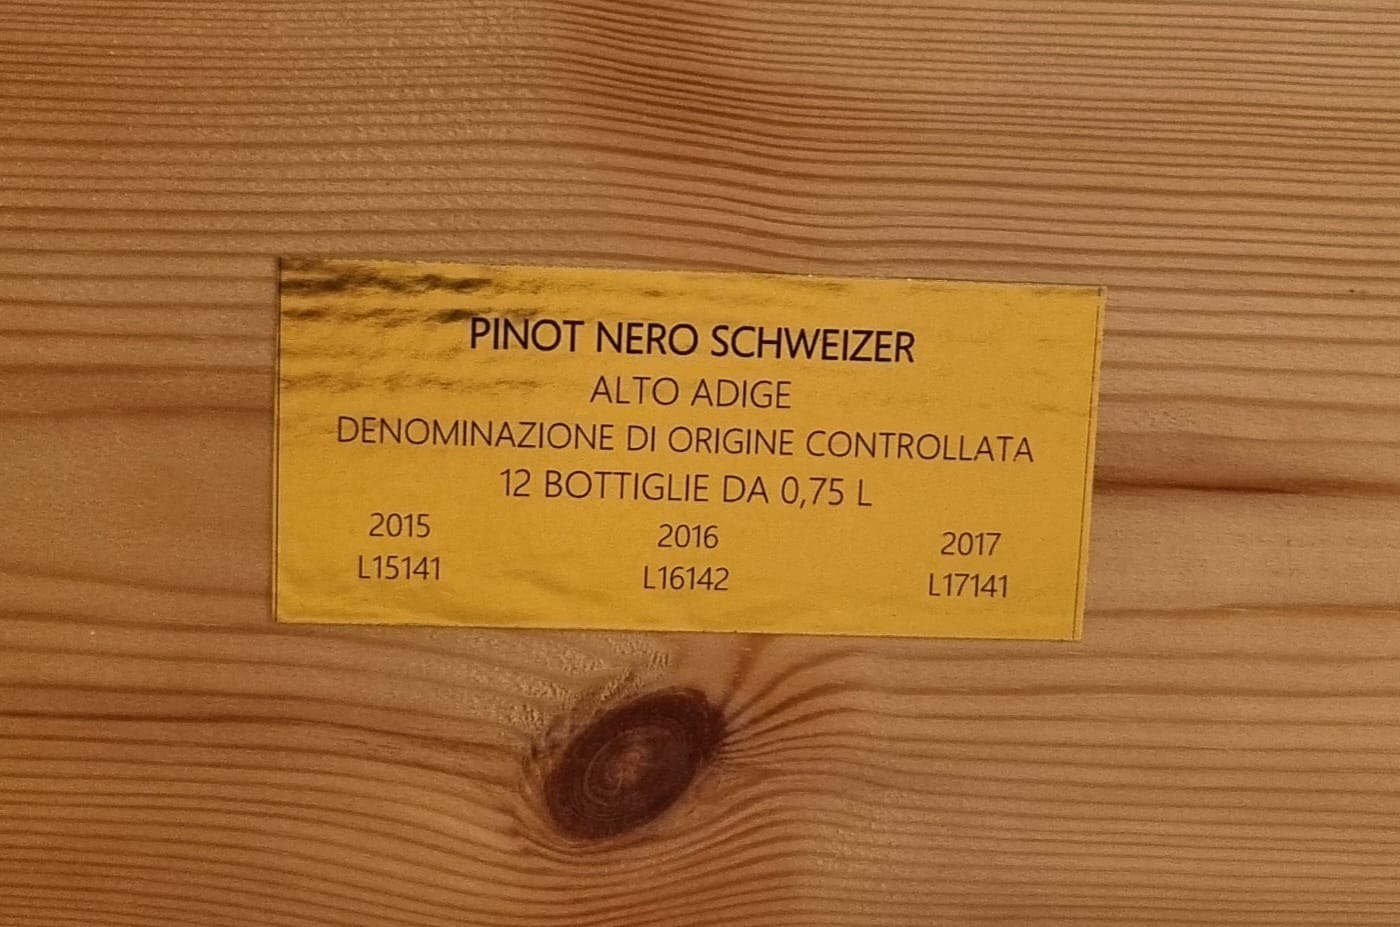 PINOT NERO SCHWEIZER
ALTO ADIGE
DENOMINAZIONE DI ORIGINE CONTROLLATA
12 BOTTIGLIE DA 0,75 L
2015 2016 2017
L15141 L16142 L17141